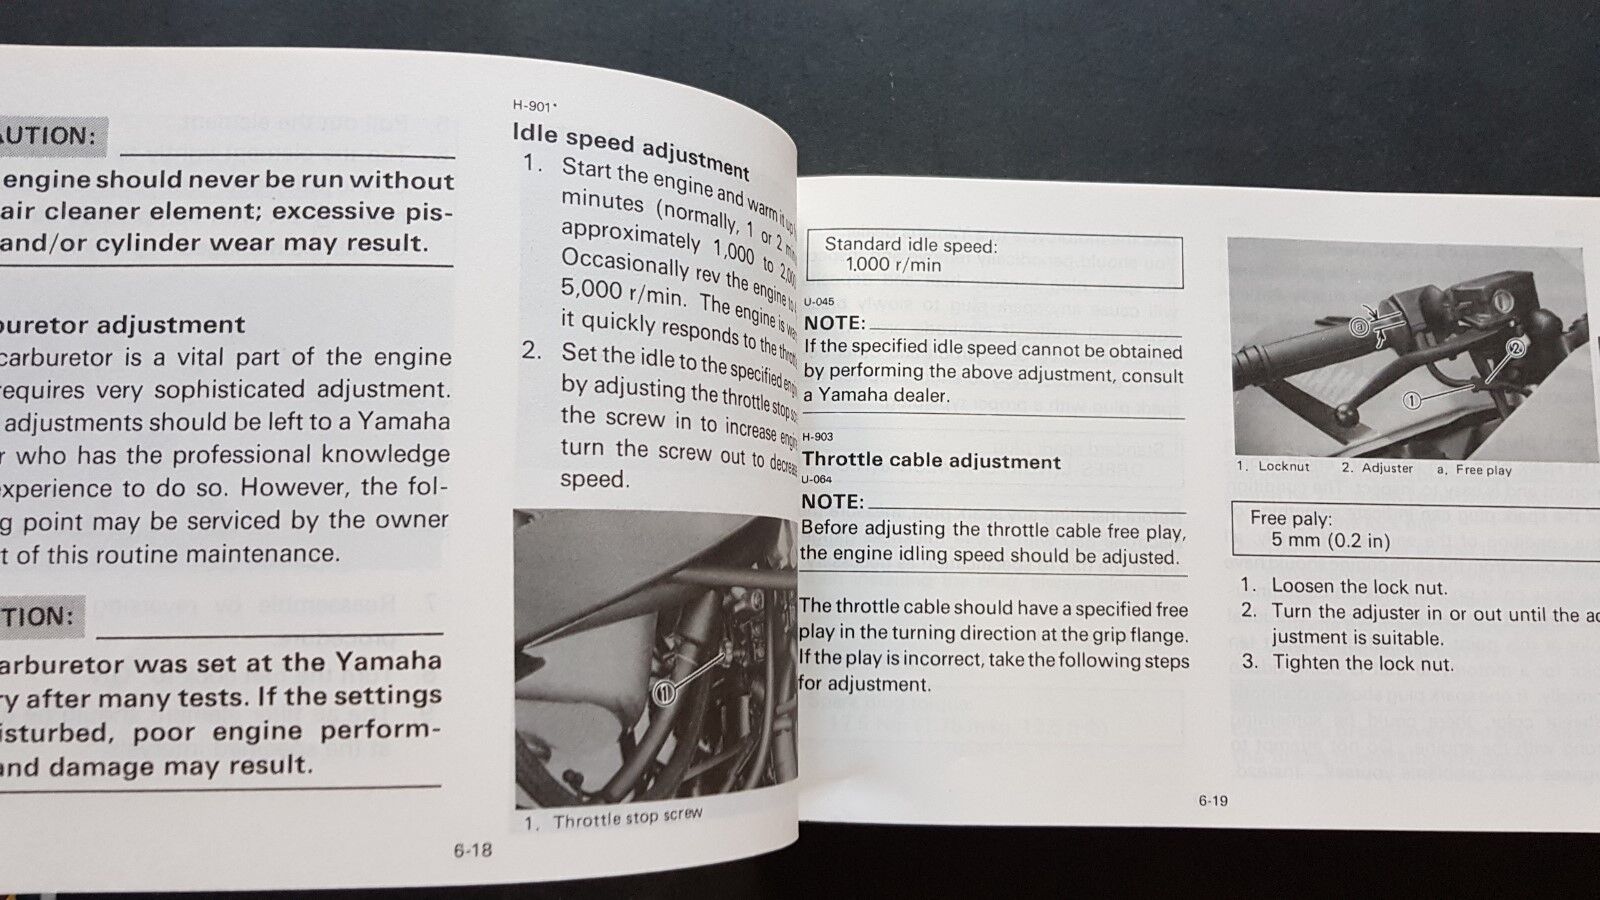 AUTION:
engine should never be run without
air cleaner element; excessive pis-
and/or cylinder wear may result.
buretor adjustment
carburetor is a vital part of the engine
requires very sophisticated adjustment.
adjustments should be left to a Yamaha
r who has the professional knowledge
experience to do so. However, the fol-
g point may be serviced by the owner
t of this routine maintenance.
TION:
arburetor was set at the Yamaha
ry after many tests. If the settings
isturbed, poor engine perform-
and damage may result.
H-901*
Idle speed adjustment
1. Start the engine and warm it up
minutes (normally, 1 or 2 min
approximately 1,000 to 2,00
Occasionally rev the engine to
5,000 r/min. The engine is war
it quickly responds to the thrott
2. Set the idle to the specified eng
by adjusting the throttle stop sc
the screw in to increase engin
turn the screw out to decreas
speed.
1
1. Throttle stop screw
6-18
Standard idle speed:
1,000 r/min
U-045
NOTE:
If the specified idle speed cannot be obtained
by performing the above adjustment, consult
a Yamaha dealer.
H-903
Throttle cable adjustment
U-064
NOTE:
Before adjusting the throttle cable free play,
the engine idling speed should be adjusted.
The throttle cable should have a specified free
play in the turning direction at the grip flange.
If the play is incorrect, take the following steps
for adjustment.
a
2
1
1. Locknut 2. Adjuster a. Free play
Free paly:
5 mm (0.2 in)
1. Loosen the lock nut.
2. Turn the adjuster in or out until the ad
justment is suitable.
3. Tighten the lock nut.
6-19